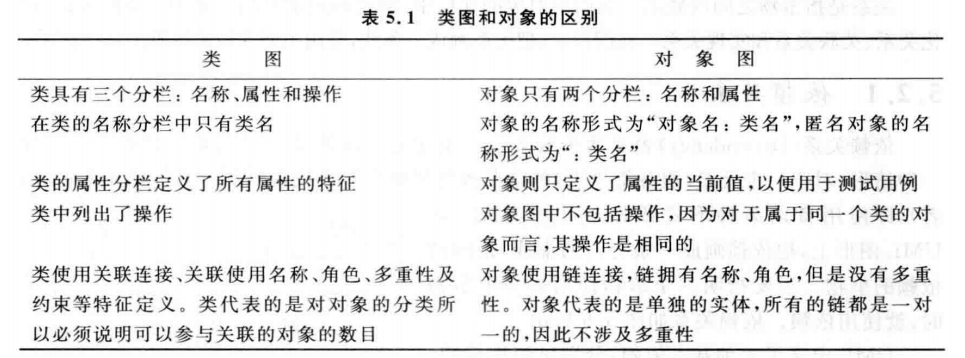 表 5.1 类图和对象的区别
类 图
对 象 图
类具有三个分栏：名称、属性和操作
对象只有两个分栏：名称和属性
在类的名称分栏中只有类名
对象的名称形式为“对象名：类名”,匿名对象的名
称形式为“：类名”
类的属性分栏定义了所有属性的特征
对象则只定义了属性的当前值,以便用于测试用例
类中列出了操作
对象图中不包括操作,因为对于属于同一个类的对
象而言,其操作是相同的
类使用关联连接、关联使用名称、角色、多重性及
约束等特征定义。类代表的是对对象的分类所
以必须说明可以参与关联的对象的数目
对象使用链连接,链拥有名称、角色,但是没有多重
性。对象代表的是单独的实体,所有的链都是一对
一的,因此不涉及多重性